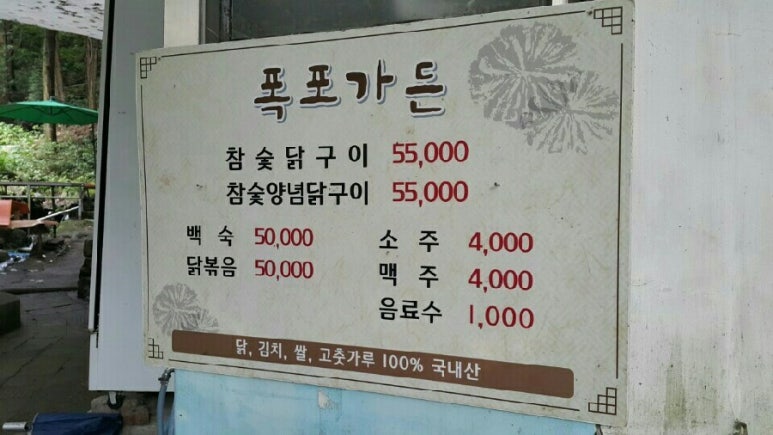 폭포가든
참숯닭구이 55,000
참숯양념닭구이 55,000
백숙 50,000
닭볶음 50,000
소주 4,000
맥주 4,000
음료수 1,000
닭, 김치, 쌀, 고춧가루 100% 국내산